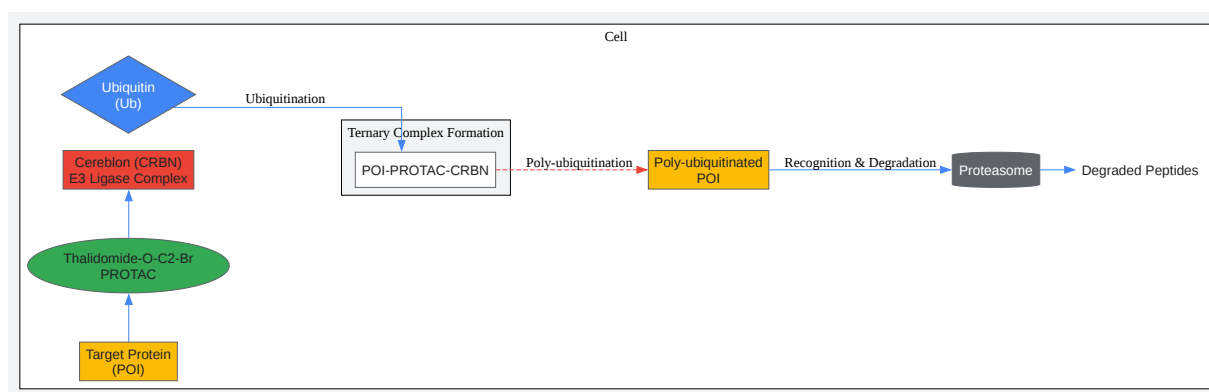 Cell
Ubiquitin
(Ub)
Ubiquitination
Ternary Complex Formation
Cereblon (CRBN)
E3 Ligase Complex
POI-PROTAC-CRBN
Poly-ubiquitination
Poly-ubiquitinated
POI
Recognition & Degradation
Proteasome
Degraded Peptides
Thalidomide-O-C2-Br
PROTAC
Target Protein
(POI)